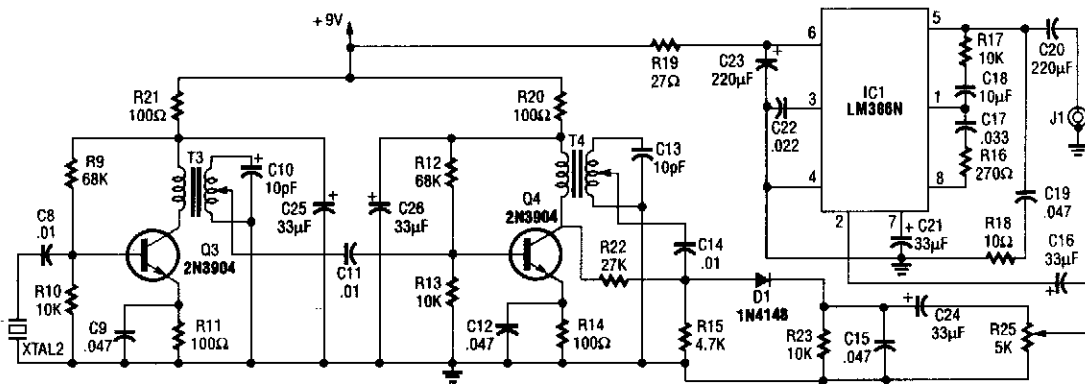 +9V
R19
27Ω
C23
220µF
6
5
R17
10K
C20
220µF
C18
10µF
IC1
LM386N
3
1
J1
C22
.022
C17
.033
R16
270Ω
4
8
2
7
C21
33µF
R18
10Ω
C19
.047
C16
33µF
R21
100Ω
R20
100Ω
R9
68K
T3
C10
10pF
R12
68K
T4
C13
10pF
C25
33µF
C26
33µF
Q4
2N3904
C8
.01
Q3
2N3904
C11
.01
R22
27K
C14
.01
R10
10K
R13
10K
D1
1N4148
XTAL2
C9
.047
R11
100Ω
C12
.047
R14
100Ω
R15
4.7K
R23
10K
C15
.047
C24
33µF
R25
5K